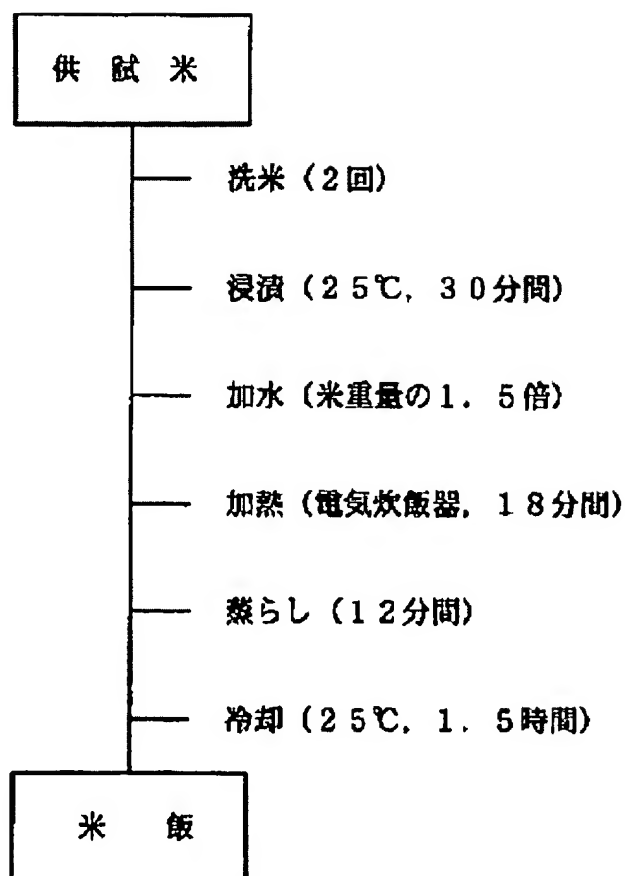 供 試 米
洗米（2回）
浸漬（25℃，30分間）
加水（米重量の1．5倍）
加熱（電気炊飯器，18分間）
蒸らし（12分間）
冷却（25℃，1．5時間）
米 飯